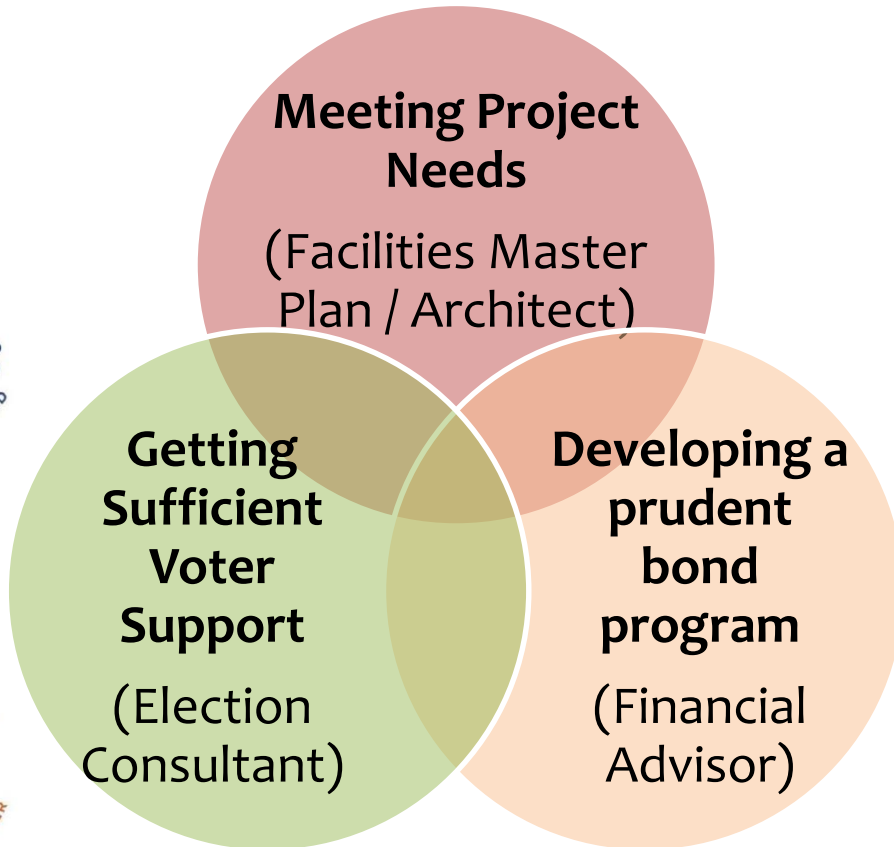 Meeting Project
Needs
(Facilities Master
Plan / Architect)
Getting
Sufficient
Voter
Support
(Election
Consultant)
Developing a
prudent
bond
program
(Financial
Advisor)